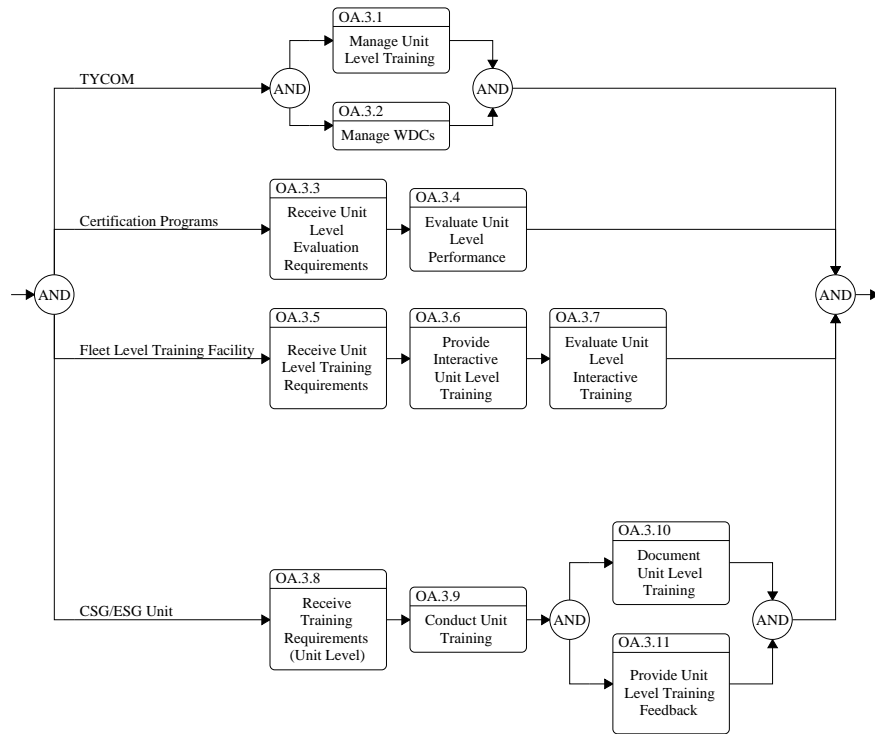 OA.3.1
Manage Unit
Level Training
AND
AND
TYCOM
OA.3.2
Manage WDCs
OA.3.3
Receive Unit
Level
Evaluation
Requirements
OA.3.4
Evaluate Unit
Level
Performance
Certification Programs
AND
AND
OA.3.5
Receive Unit
Level Training
Requirements
OA.3.6
Provide
Interactive
Unit Level
Training
OA.3.7
Evaluate Unit
Level
Interactive
Training
Fleet Level Training Facility
OA.3.10
Document
Unit Level
Training
OA.3.8
Receive
Training
Requirements
(Unit Level)
OA.3.9
Conduct Unit
Training
CSG/ESG Unit
AND
AND
OA.3.11
Provide Unit
Level Training
Feedback